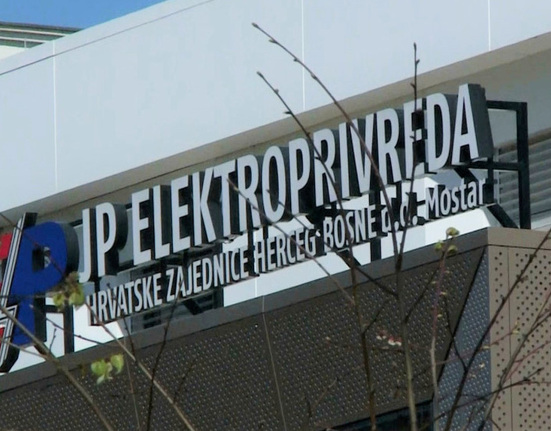 JP ELEKTROPRIVREDA
HRVATSKE ZAJEDNICE HERCEG BOSNE d.d. Mostar